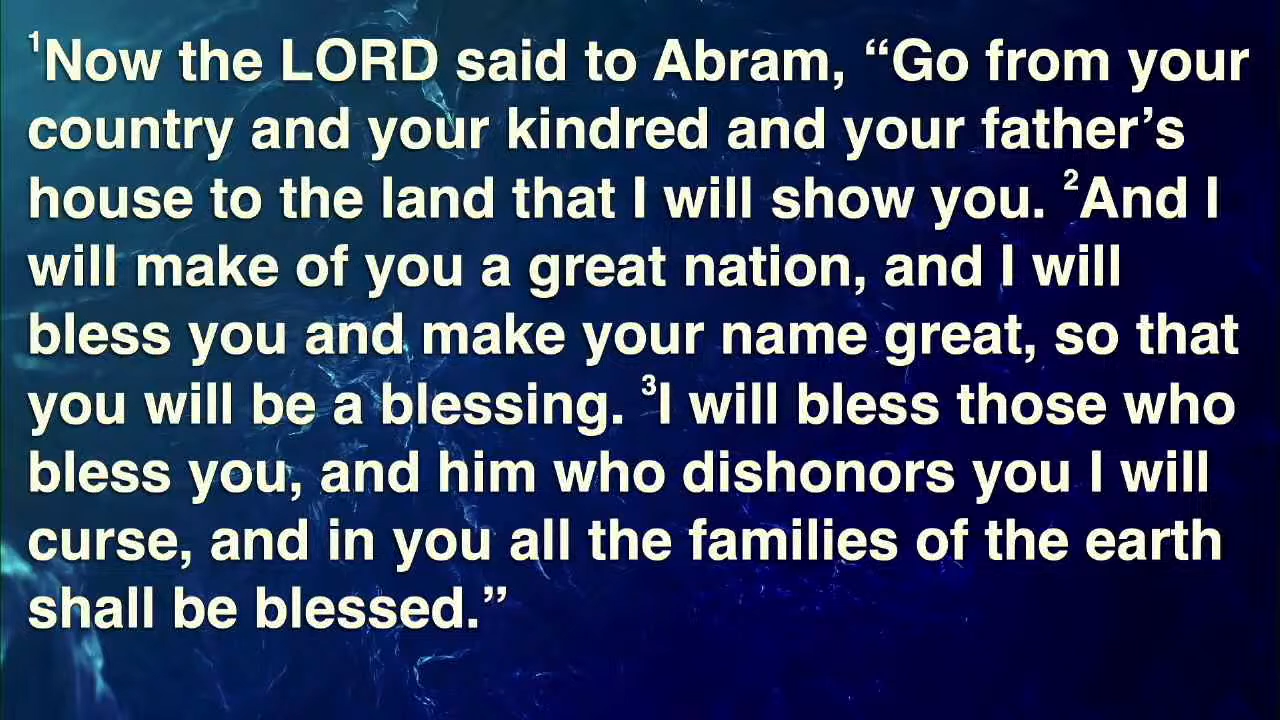 ¹Now the LORD said to Abram, “Go from your
country and your kindred and your father’s
house to the land that I will show you. ²And I
will make of you a great nation, and I will
bless you and make your name great, so that
you will be a blessing. ³I will bless those who
bless you, and him who dishonors you I will
curse, and in you all the families of the earth
shall be blessed.”